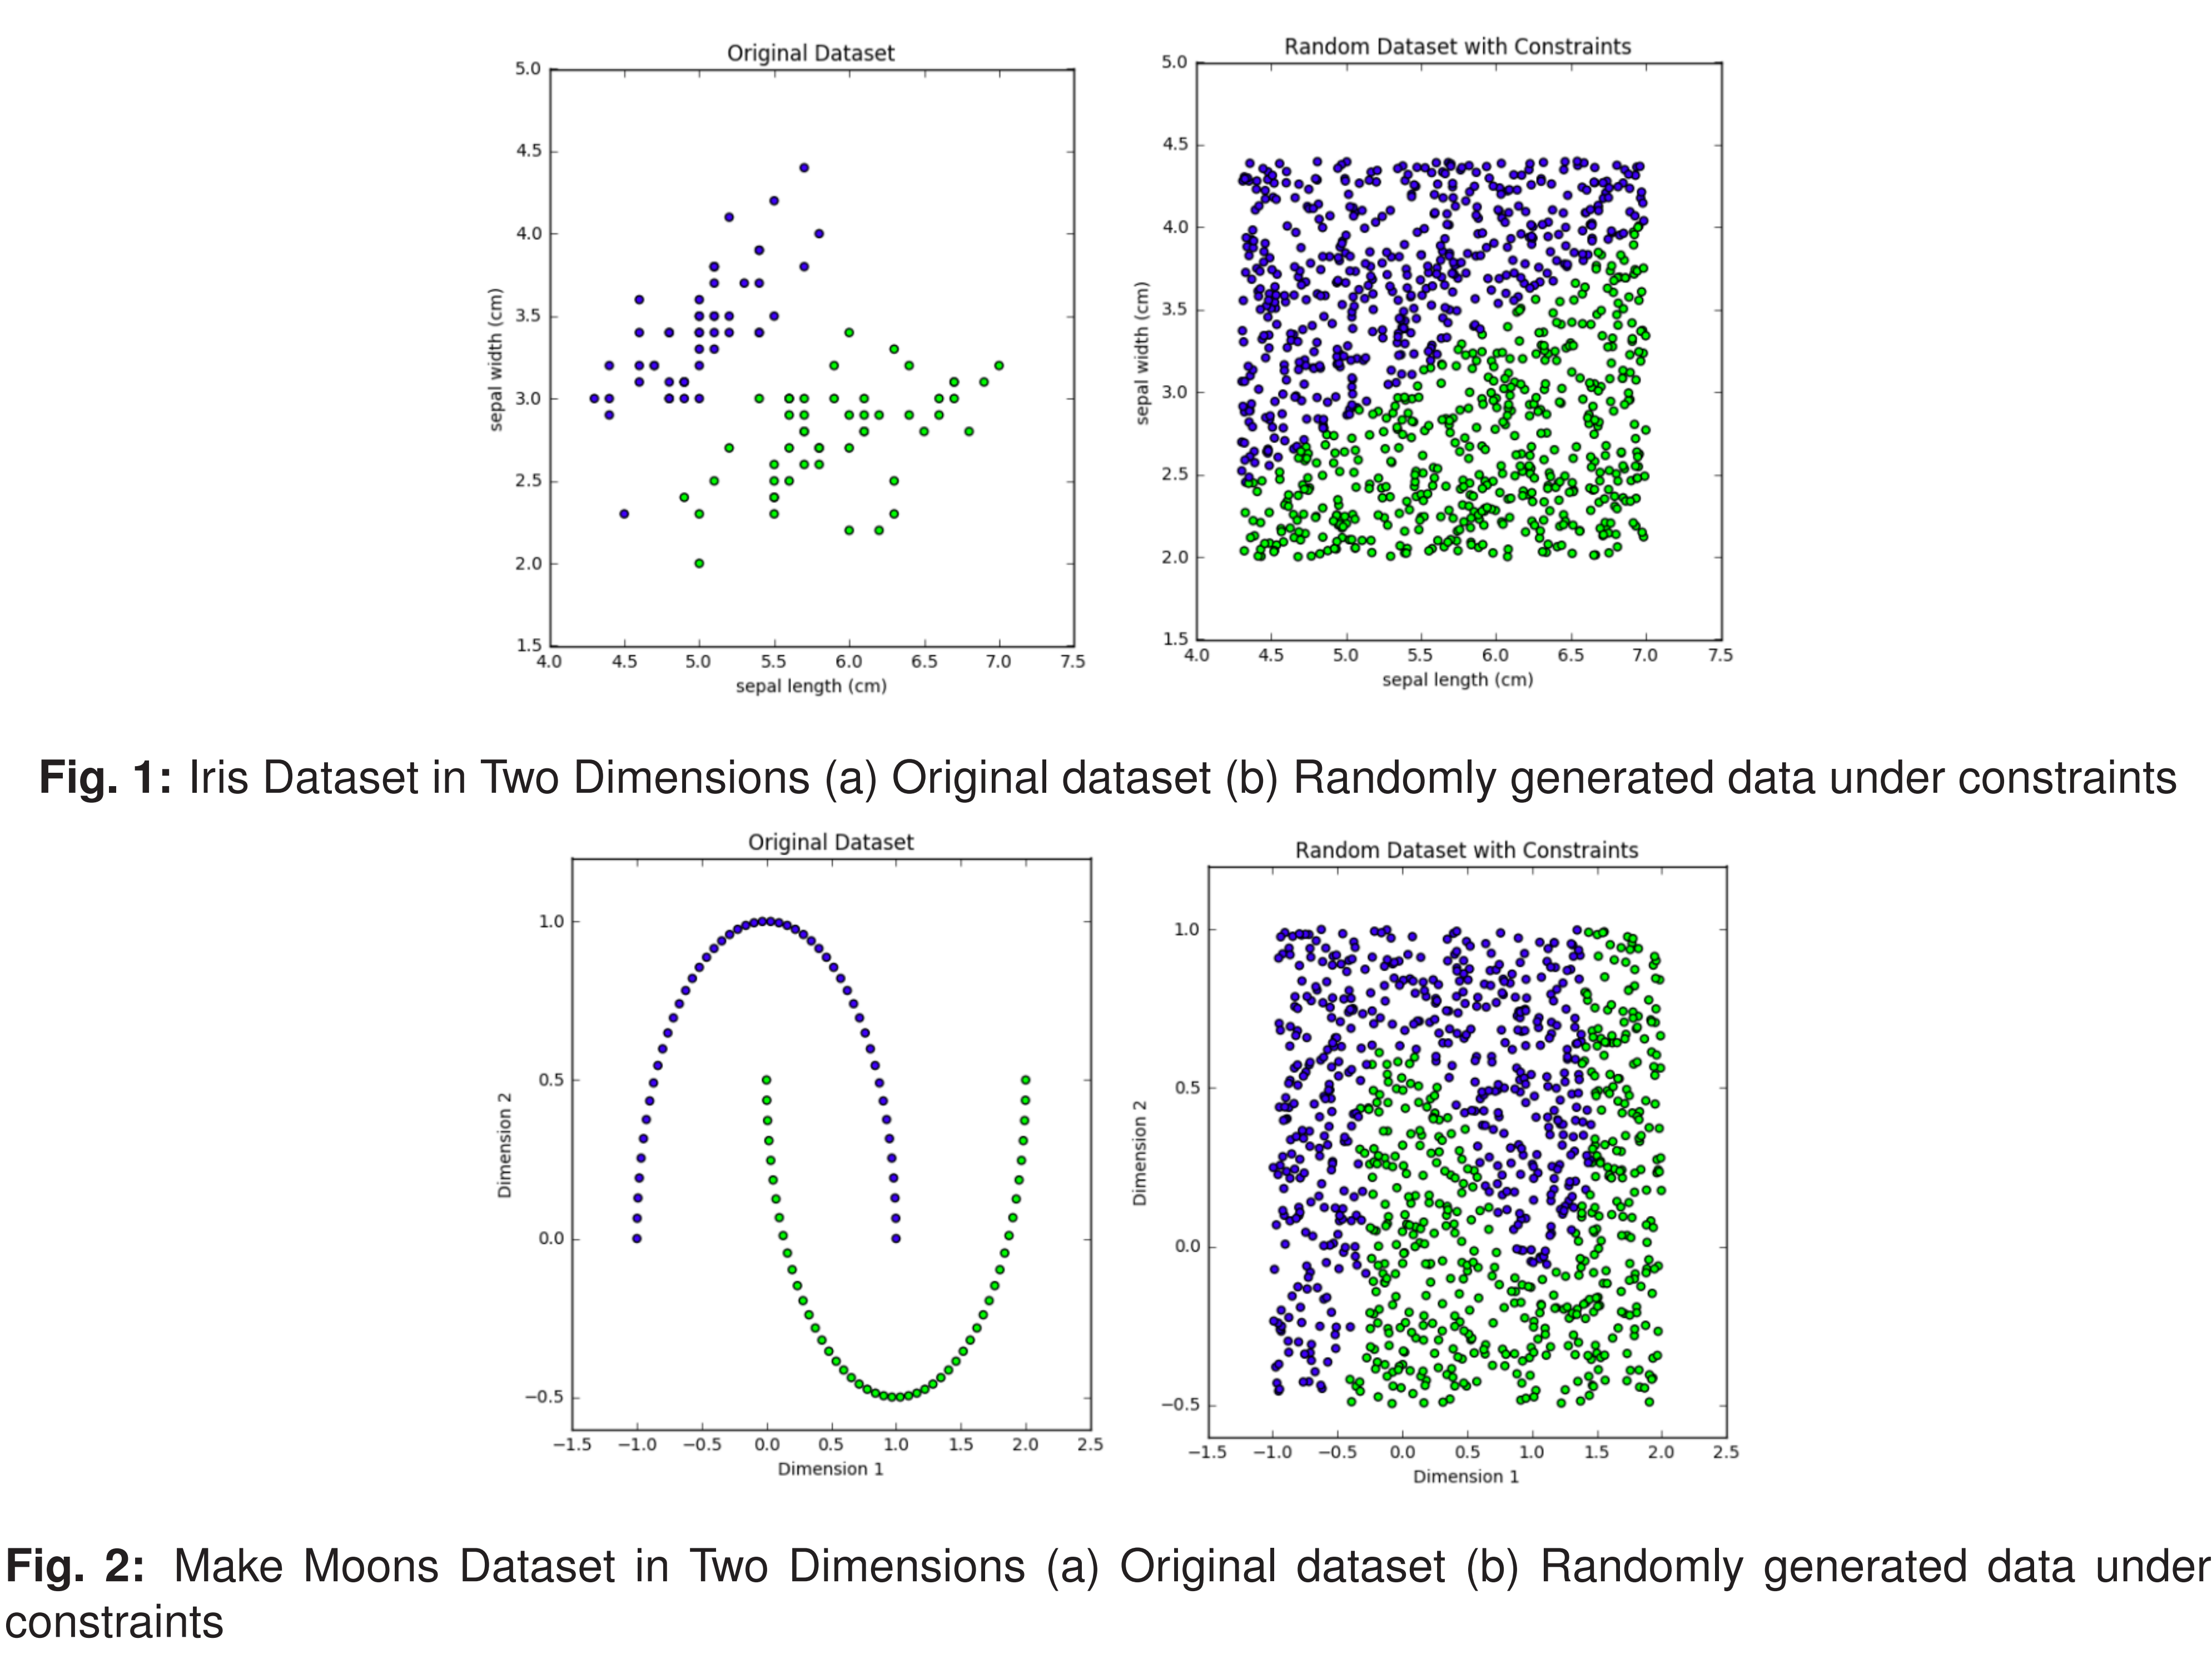 Original Dataset
5.0
4.5
4.0
3.5
3.0
2.5
2.0
1.5
sepal width (cm)
4.0 4.5 5.0 5.5 6.0 6.5 7.0 7.5
sepal length (cm)
Random Dataset with Constraints
5.0
4.5
4.0
3.5
3.0
2.5
2.0
1.5
sepal width (cm)
4.0 4.5 5.0 5.5 6.0 6.5 7.0 7.5
sepal length (cm)
Fig. 1: Iris Dataset in Two Dimensions (a) Original dataset (b) Randomly generated data under constraints
Original Dataset
1.0
0.5
0.0
−0.5
Dimension 2
−1.5 −1.0 −0.5 0.0 0.5 1.0 1.5 2.0 2.5
Dimension 1
Random Dataset with Constraints
1.0
0.5
0.0
−0.5
Dimension 2
−1.5 −1.0 −0.5 0.0 0.5 1.0 1.5 2.0 2.5
Dimension 1
Fig. 2: Make Moons Dataset in Two Dimensions (a) Original dataset (b) Randomly generated data under
constraints